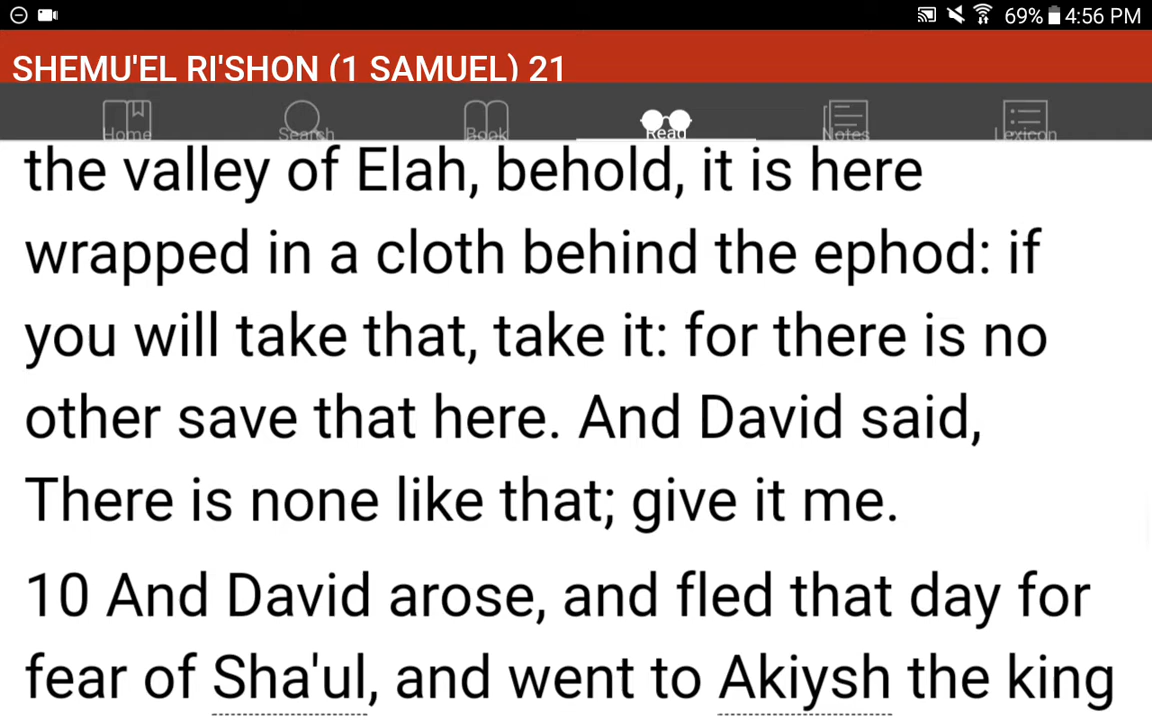 69% 4:56 PM
SHEMU'EL RI'SHON (1 SAMUEL) 21
Home Search Book Read Notes Lexicon
the valley of Elah, behold, it is here
wrapped in a cloth behind the ephod: if
you will take that, take it: for there is no
other save that here. And David said,
There is none like that; give it me.
10 And David arose, and fled that day for
fear of Sha'ul, and went to Akiysh the king